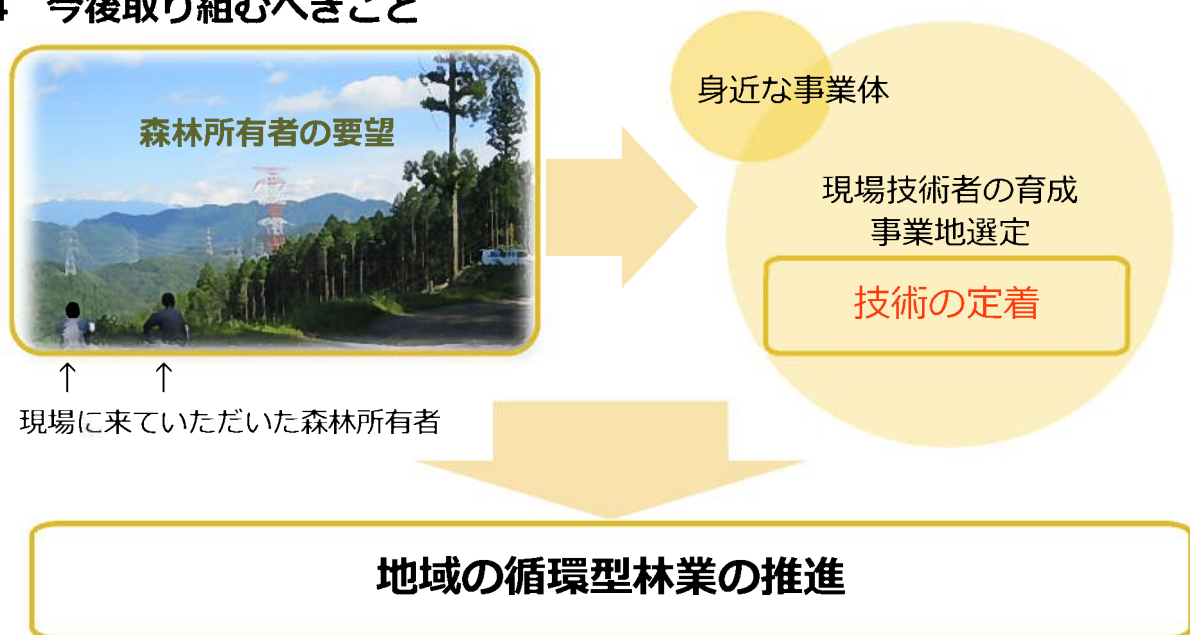 4 今後取り組むべきこと
森林所有者の要望
身近な事業体
現場技術者の育成
事業地選定
技術の定着
↑ ↑
現場に来ていただいた森林所有者
地域の循環型林業の推進